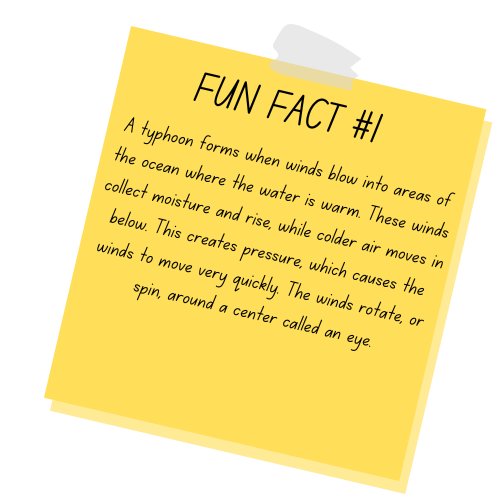 FUN FACT #1
A typhoon forms when winds blow into areas of
the ocean where the water is warm. These winds
collect moisture and rise, while colder air moves in
below. This creates pressure, which causes the
winds to move very quickly. The winds rotate, or
spin, around a center called an eye.